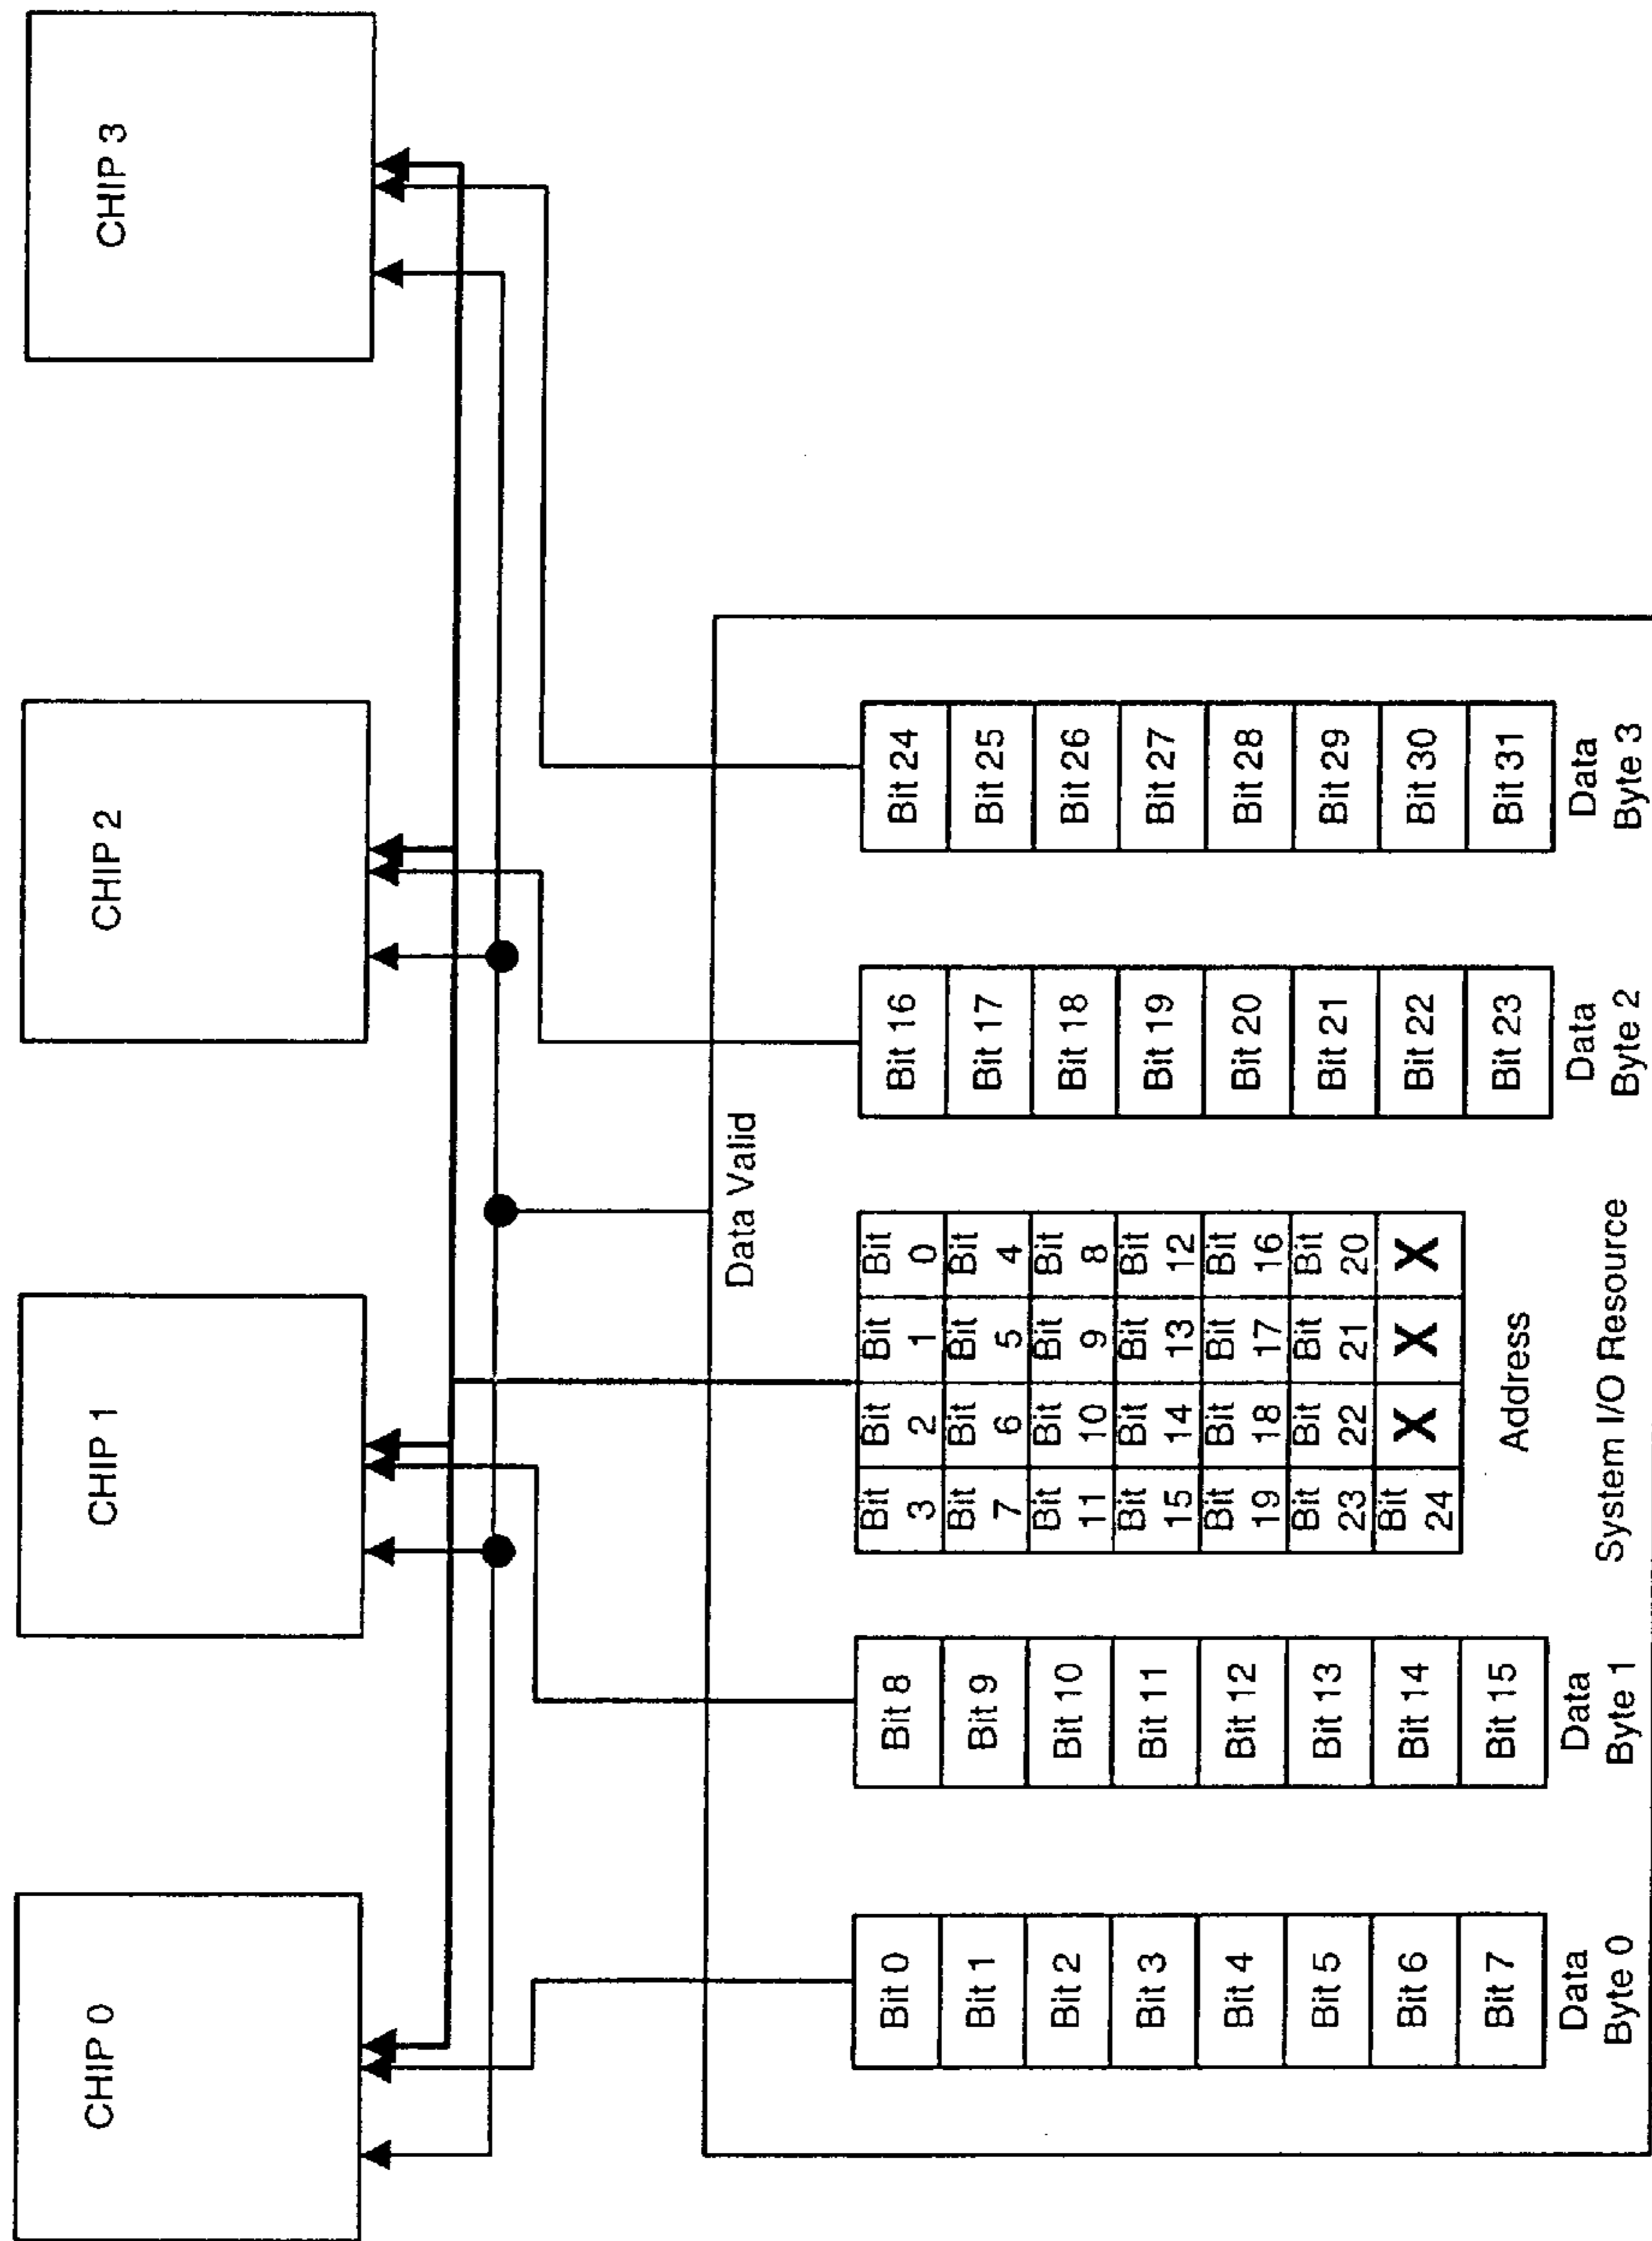 CHIP 0
CHIP 1
CHIP 2
CHIP 3
Data Valid
Bit 0
Bit 1
Bit 2
Bit 3
Bit 4
Bit 5
Bit 6
Bit 7
Data
Byte 0
Bit 8
Bit 9
Bit 10
Bit 11
Bit 12
Bit 13
Bit 14
Bit 15
Data
Byte 1
Bit Bit Bit Bit
3 2 1 0
Bit Bit Bit Bit
7 6 5 4
Bit Bit Bit Bit
11 10 9 8
Bit Bit Bit Bit
15 14 13 12
Bit Bit Bit Bit
19 18 17 16
Bit Bit Bit Bit
23 22 21 20
Bit X X X
24
Address
System I/O Resource
Bit 16
Bit 17
Bit 18
Bit 19
Bit 20
Bit 21
Bit 22
Bit 23
Data
Byte 2
Bit 24
Bit 25
Bit 26
Bit 27
Bit 28
Bit 29
Bit 30
Bit 31
Data
Byte 3